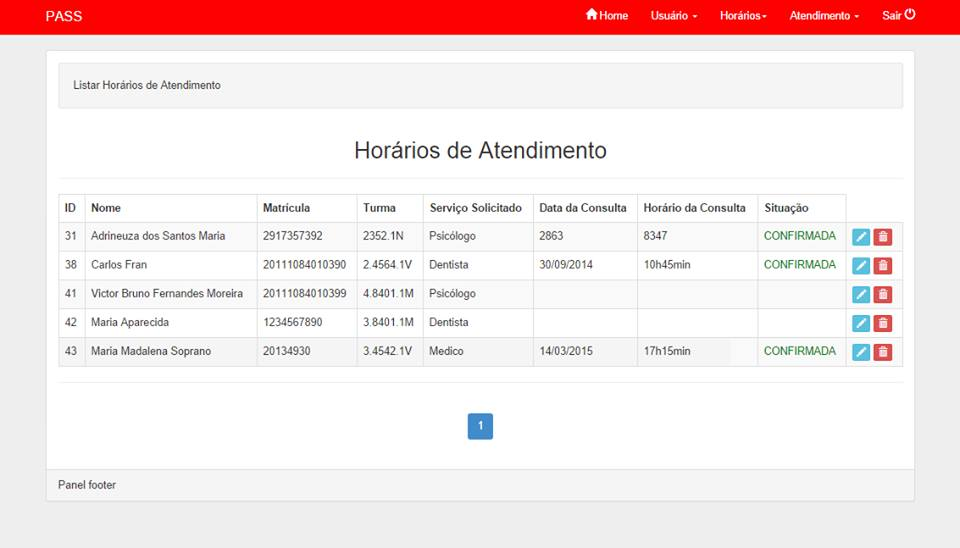 PASS Home Usuário Horários Atendimento Sair
Listar Horários de Atendimento
Horários de Atendimento
ID Nome Matrícula Turma Serviço Solicitado Data da Consulta Horário da Consulta Situação
31 Adrineuza dos Santos Maria 2917357392 2352.1N Psicólogo 2863 8347 CONFIRMADA
38 Carlos Fran 20111084010390 2.4564.1V Dentista 30/09/2014 10h45min CONFIRMADA
41 Victor Bruno Fernandes Moreira 20111084010399 4.8401.1M Psicólogo
42 Maria Aparecida 1234567890 3.8401.1M Dentista
43 Maria Madalena Soprano 20134930 3.4542.1V Medico 14/03/2015 17h15min CONFIRMADA
1
Panel footer